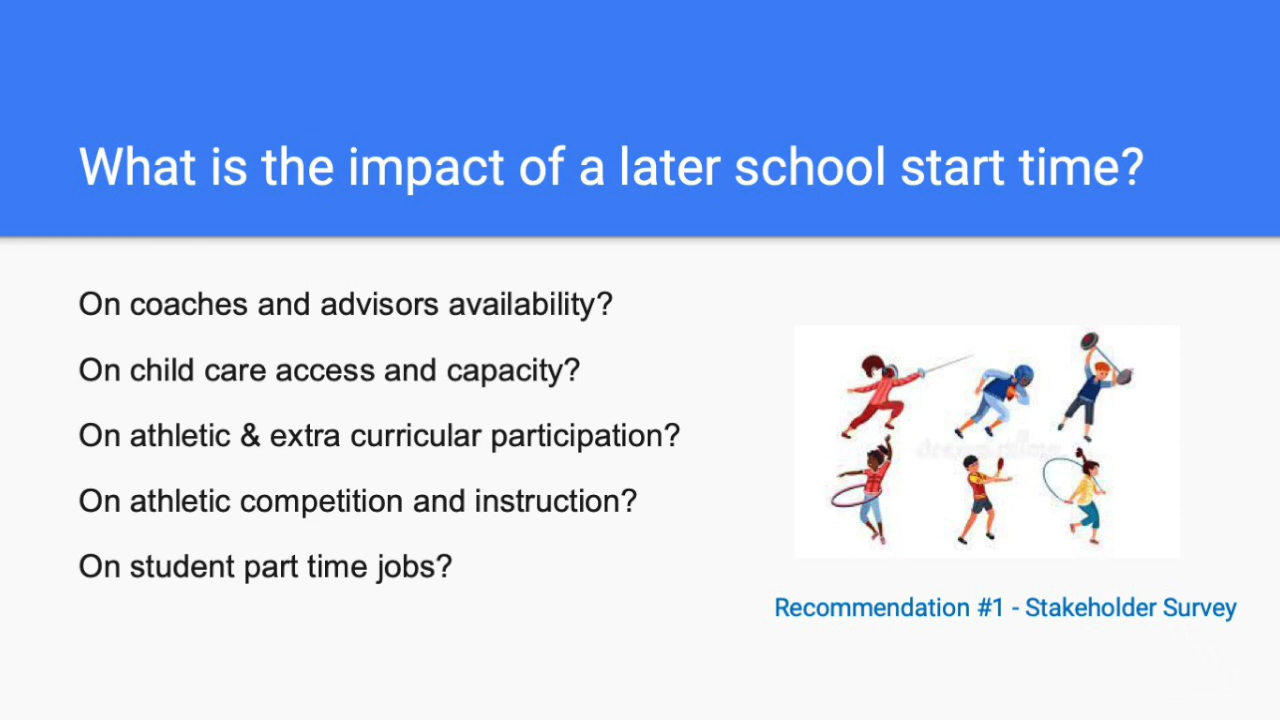 What is the impact of a later school start time?
On coaches and advisors availability?
On child care access and capacity?
On athletic & extra curricular participation?
On athletic competition and instruction?
On student part time jobs?
Recommendation #1 - Stakeholder Survey